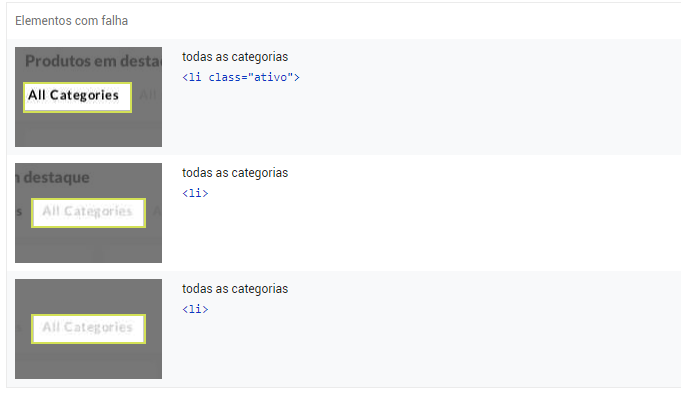 Elementos com falha
Produtos em desta
All Categories
All
todas as categorias
<li class="ativo">
destaque
s
All Categories
A
todas as categorias
<li>
All Categories
todas as categorias
<li>